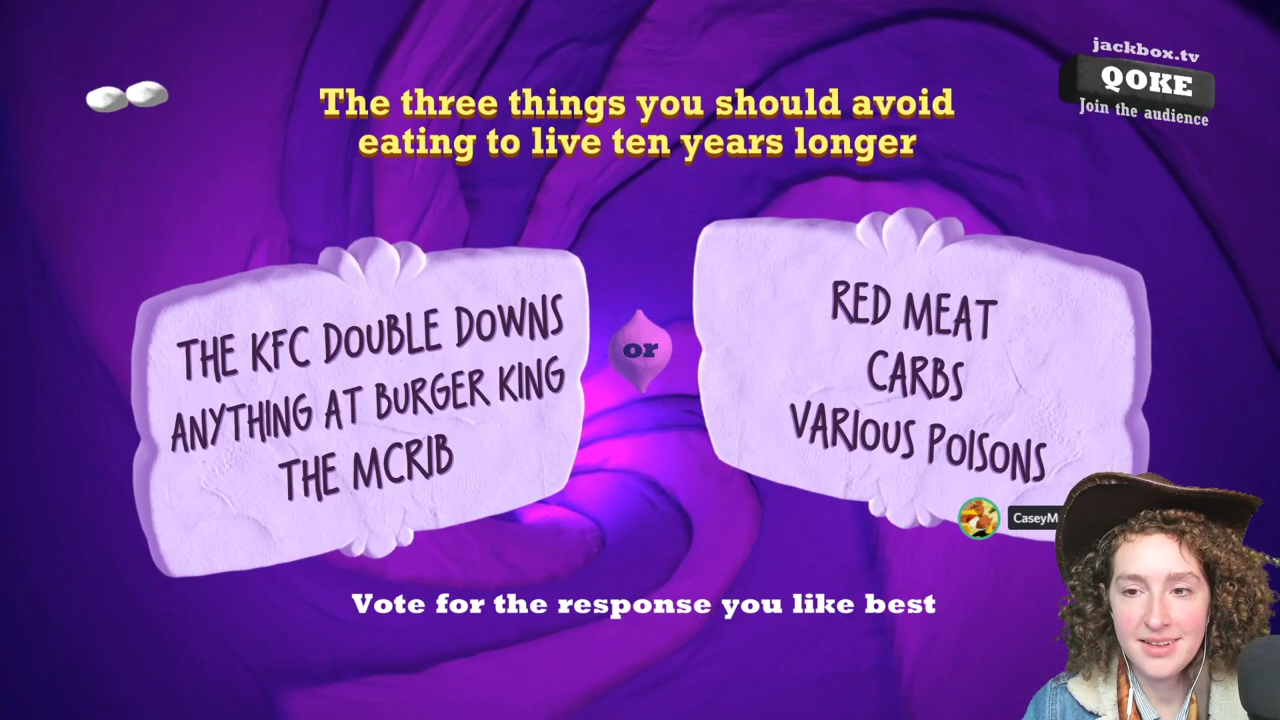 jackbox.tv
QOKE
Join the audience
The three things you should avoid
eating to live ten years longer
THE KFC DOUBLE DOWNS
ANYTHING AT BURGER KING
THE MCRIB
or
RED MEAT
CARBS
VARIOUS POISONS
Vote for the response you like best